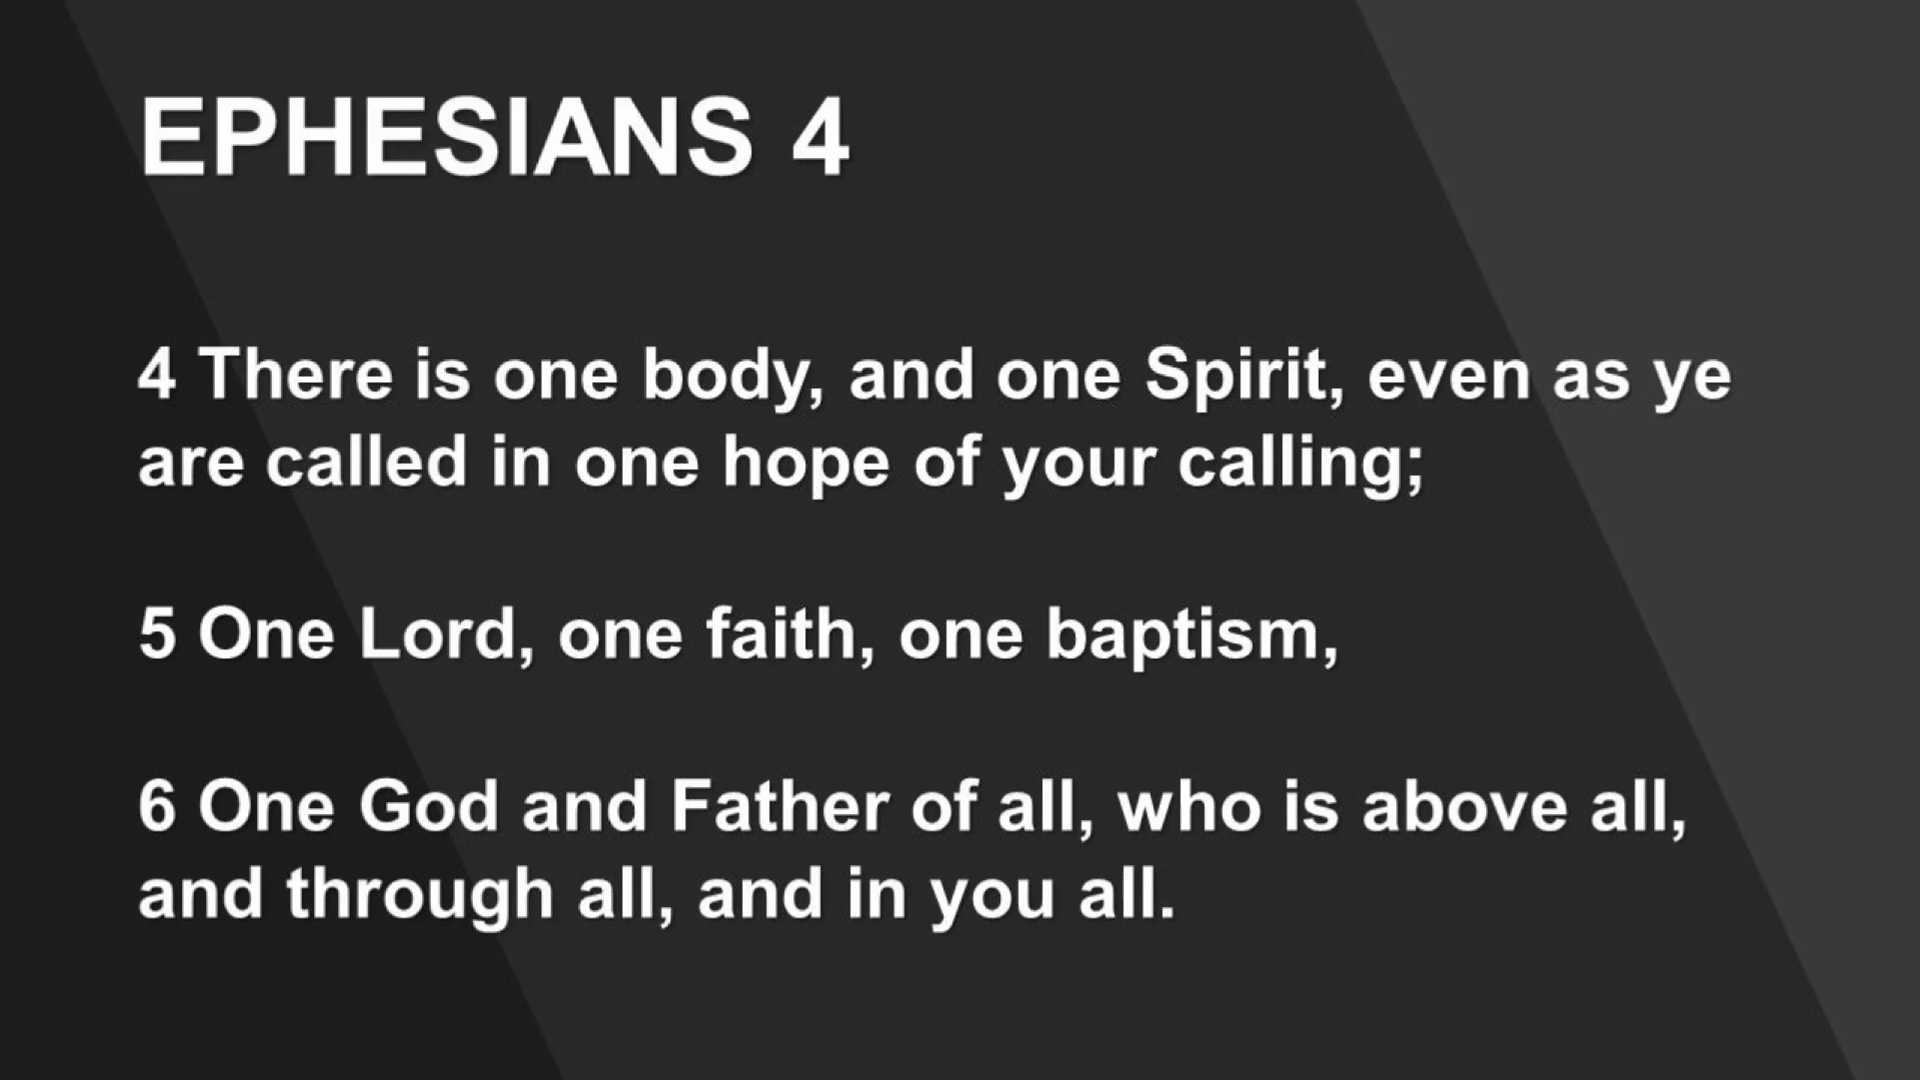 EPHESIANS 4
4 There is one body, and one Spirit, even as ye
are called in one hope of your calling;
5 One Lord, one faith, one baptism,
6 One God and Father of all, who is above all,
and through all, and in you all.